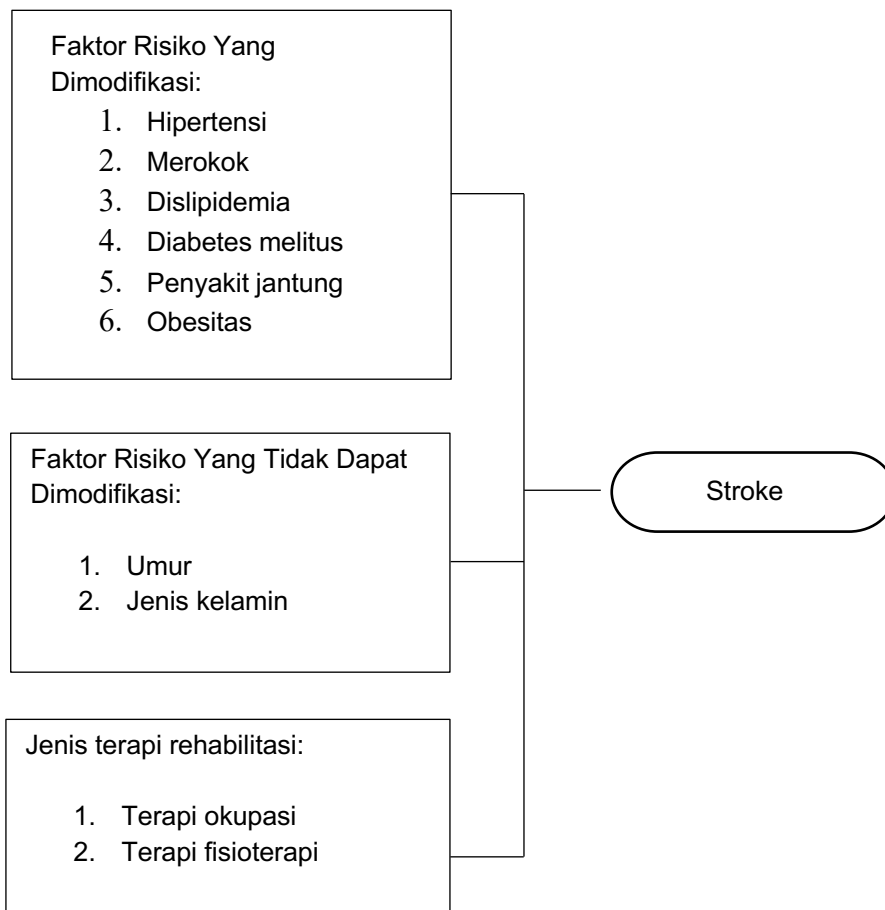 Faktor Risiko Yang
Dimodifikasi:
1. Hipertensi
2. Merokok
3. Dislipidemia
4. Diabetes melitus
5. Penyakit jantung
6. Obesitas
Faktor Risiko Yang Tidak Dapat
Dimodifikasi:
1. Umur
2. Jenis kelamin
Stroke
Jenis terapi rehabilitasi:
1. Terapi okupasi
2. Terapi fisioterapi